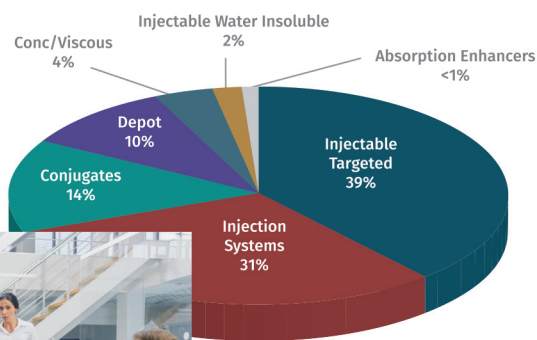 Injectable Water Insoluble
2%
Conc/Viscous
4%
Absorption Enhancers
<1%
Depot
10%
Injectable
Targeted
39%
Conjugates
14%
Injection
Systems
31%